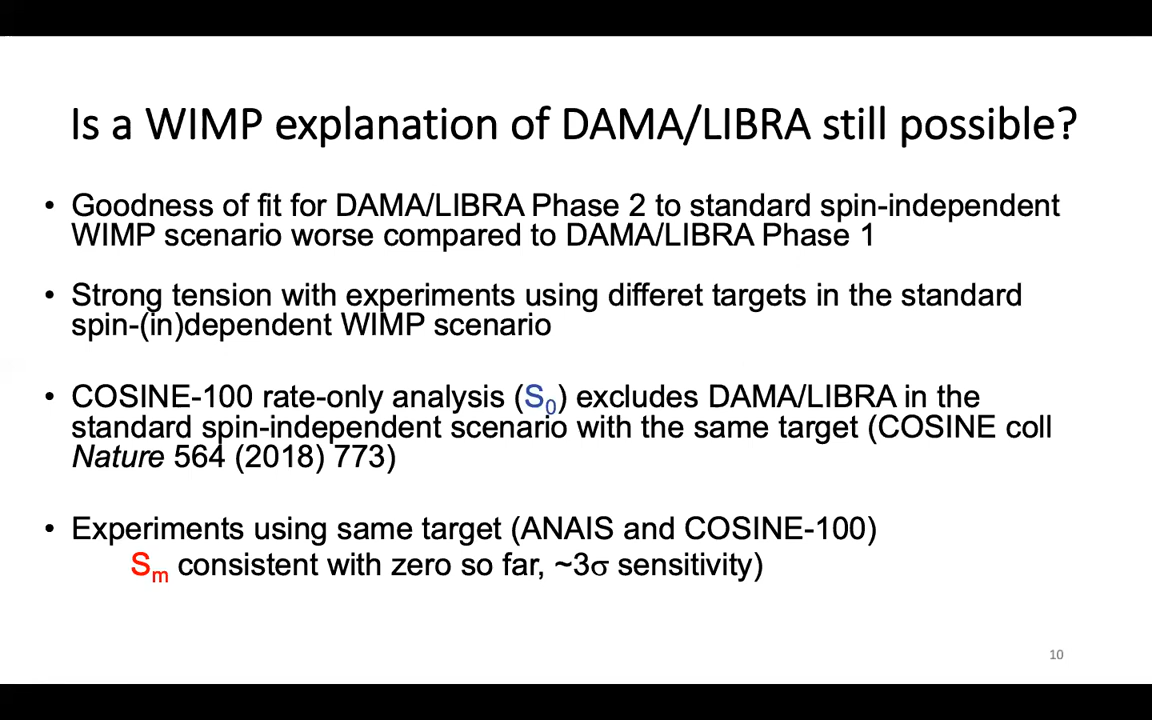 Is a WIMP explanation of DAMA/LIBRA still possible?
• Goodness of fit for DAMA/LIBRA Phase 2 to standard spin-independent
WIMP scenario worse compared to DAMA/LIBRA Phase 1
• Strong tension with experiments using differet targets in the standard
spin-(in)dependent WIMP scenario
• COSINE-100 rate-only analysis (S0) excludes DAMA/LIBRA in the
standard spin-independent scenario with the same target (COSINE coll
Nature 564 (2018) 773)
• Experiments using same target (ANAIS and COSINE-100)
Sm consistent with zero so far, ~3σ sensitivity)
10